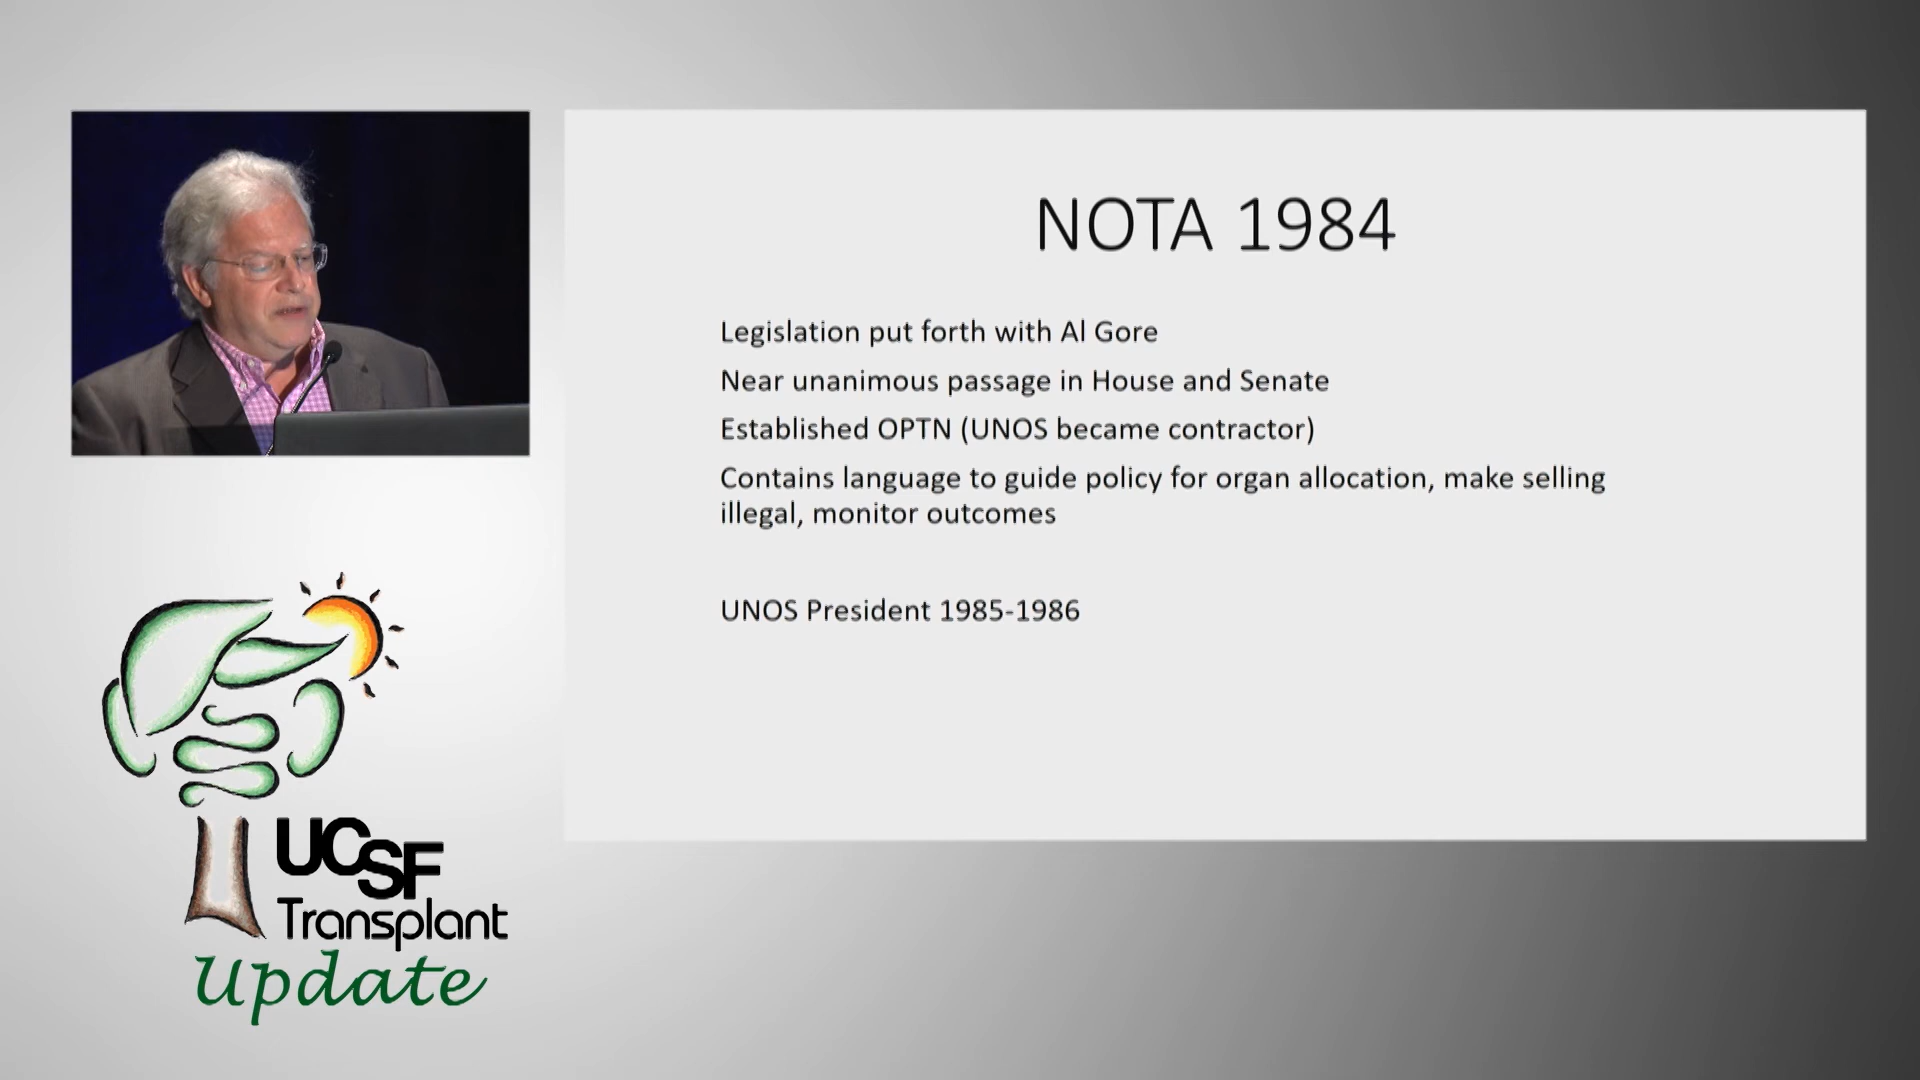 NOTA 1984
Legislation put forth with Al Gore
Near unanimous passage in House and Senate
Established OPTN (UNOS became contractor)
Contains language to guide policy for organ allocation, make selling
illegal, monitor outcomes
UNOS President 1985-1986
UCSF
Transplant
Update